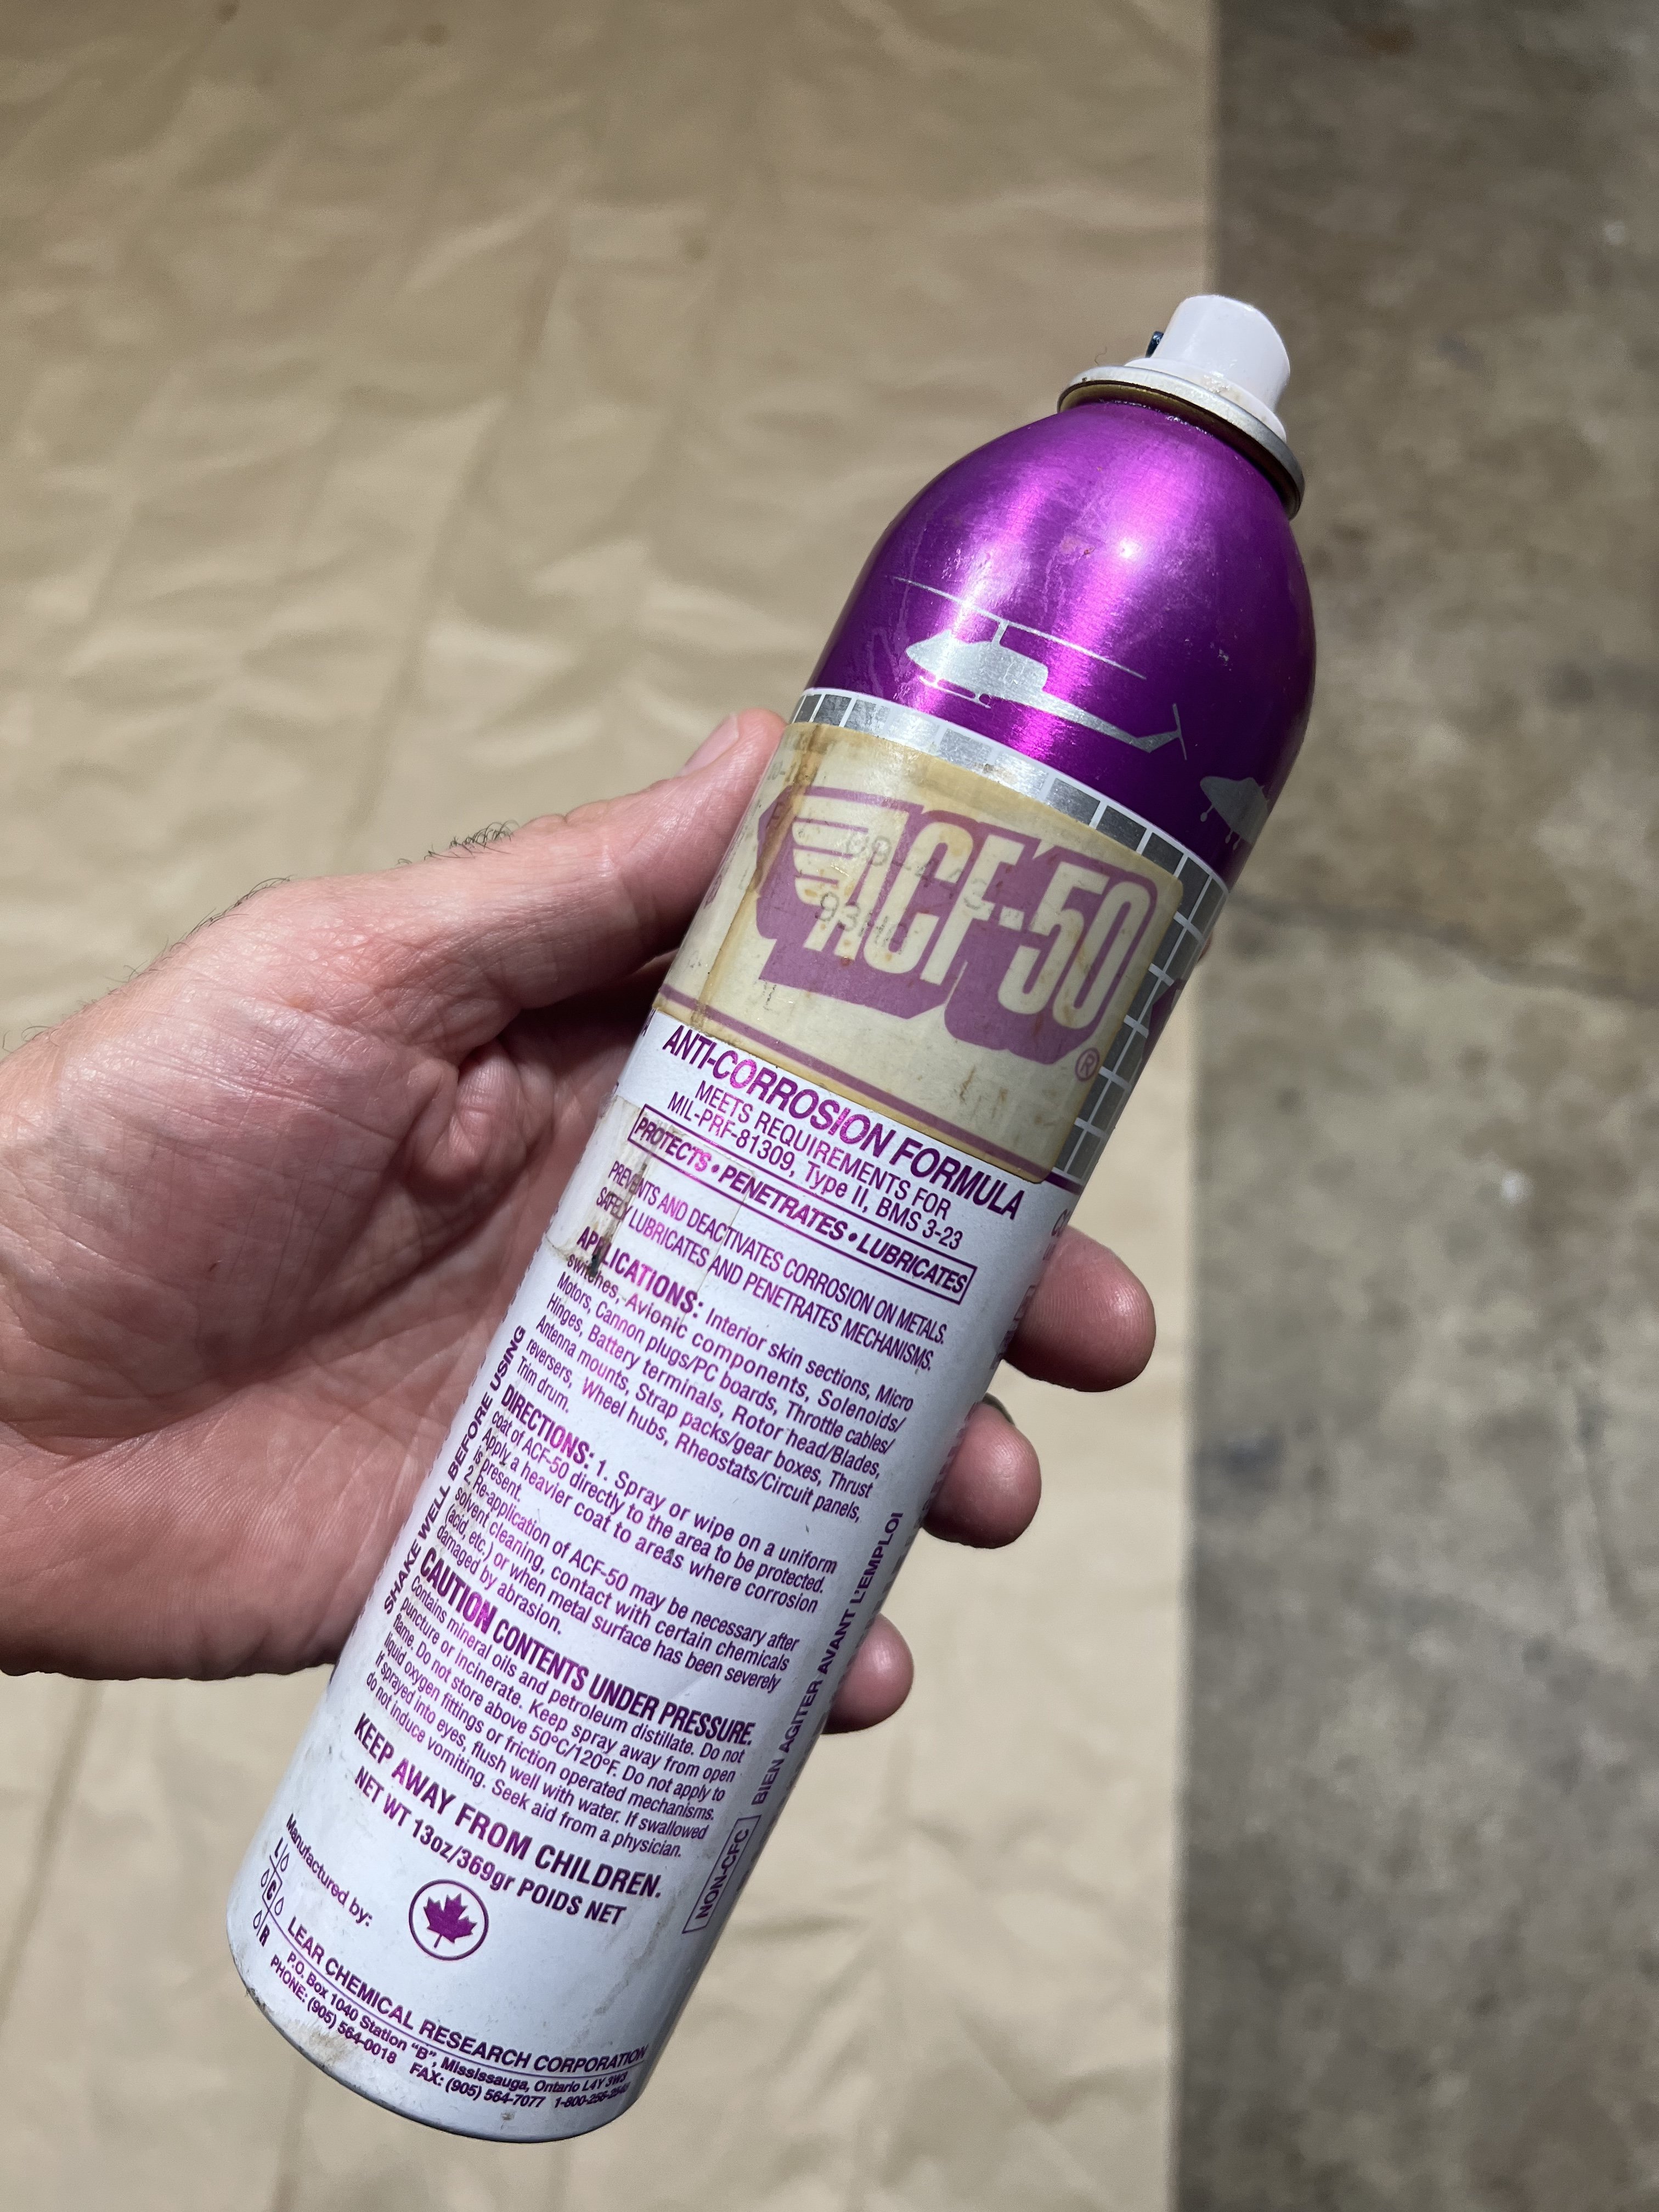 ACF-50
®
ANTI-CORROSION FORMULA
MEETS REQUIREMENTS FOR
MIL-PRF-81309, Type II, BMS 3-23
PROTECTS • PENETRATES • LUBRICATES
PREVENTS AND DEACTIVATES CORROSION ON METALS.
SAFELY LUBRICATES AND PENETRATES MECHANISMS.
APPLICATIONS: Interior skin sections, Micro
switches, Avionic components, Solenoids/
Motors, Cannon plugs/PC boards, Throttle cables/
Hinges, Battery terminals, Rotor head/Blades,
Antenna mounts, Strap packs/gear boxes, Thrust
reversers, Wheel hubs, Rheostats/Circuit panels,
Trim drum.
DIRECTIONS: 1. Spray or wipe on a uniform
coat of ACF-50 directly to the area to be protected.
Apply a heavier coat to areas where corrosion
is present.
2. Re-application of ACF-50 may be necessary after
solvent cleaning, contact with certain chemicals
(acid, etc.) or when metal surface has been severely
damaged by abrasion.
CAUTION CONTENTS UNDER PRESSURE.
Contains mineral oils and petroleum distillate. Do not
puncture or incinerate. Keep spray away from open
flame. Do not store above 50°C/120°F. Do not apply to
liquid oxygen fittings or friction operated mechanisms.
If sprayed into eyes, flush well with water. If swallowed
do not induce vomiting. Seek aid from a physician.
KEEP AWAY FROM CHILDREN.
NET WT 13oz/369gr POIDS NET
Manufactured by:
L
C
R
LEAR CHEMICAL RESEARCH CORPORATION
P.O. Box 1040 Station "B", Mississauga, Ontario L4Y 3W3
PHONE: (905) 564-0018 FAX: (905) 564-7077
SHAKE WELL BEFORE USING
NON-CFC
BIEN AGITER AVANT L'EMPLOI